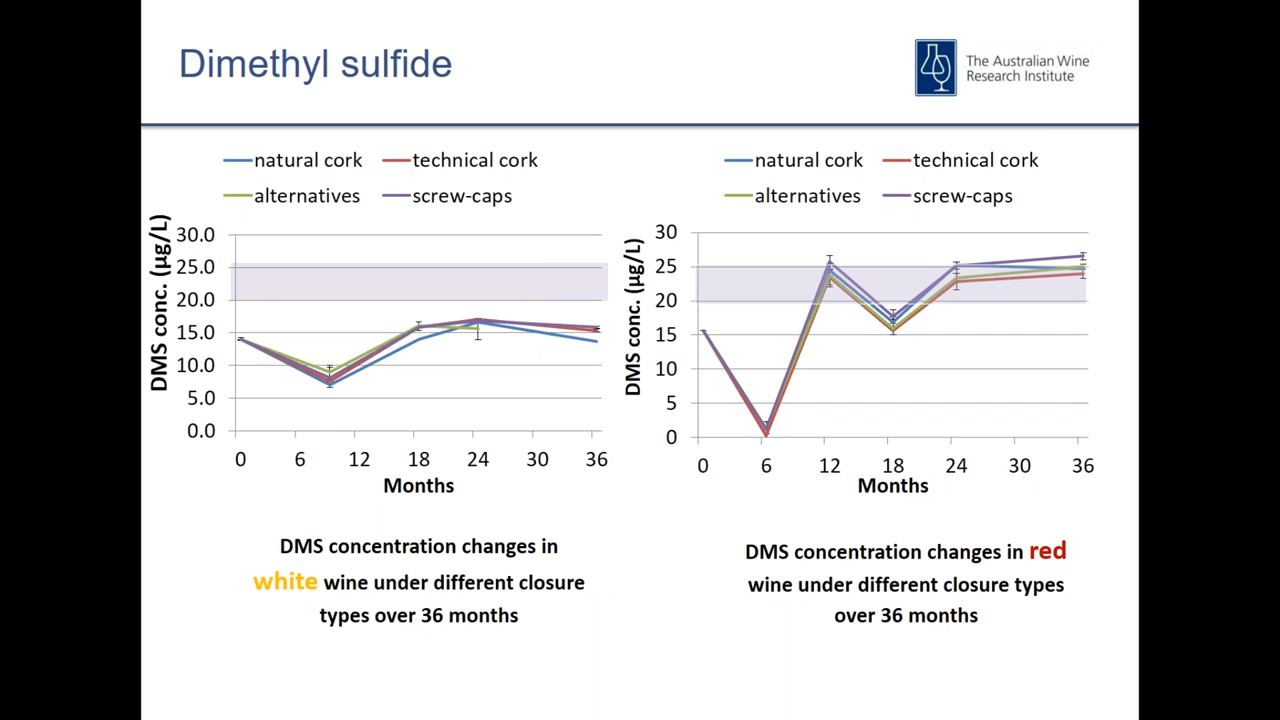 Dimethyl sulfide
The Australian Wine
Research Institute
natural cork
technical cork
alternatives
screw-caps
DMS conc. (µg/L)
30.0
25.0
20.0
15.0
10.0
5.0
0.0
0 6 12 18 24 30 36
Months
DMS concentration changes in
white wine under different closure
types over 36 months
natural cork
technical cork
alternatives
screw-caps
DMS conc. (µg/L)
30
25
20
15
10
5
0
0 6 12 18 24 30 36
Months
DMS concentration changes in red
wine under different closure types
over 36 months